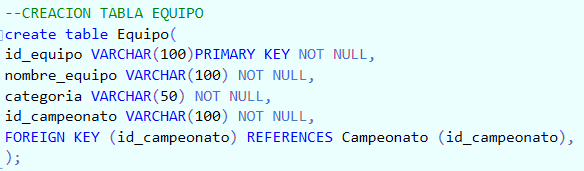 --CREACION TABLA EQUIPO
create table Equipo(
id_equipo VARCHAR(100)PRIMARY KEY NOT NULL,
nombre_equipo VARCHAR(100) NOT NULL,
categoria VARCHAR(50) NOT NULL,
id_campeonato VARCHAR(100) NOT NULL,
FOREIGN KEY (id_campeonato) REFERENCES Campeonato (id_campeonato),
);